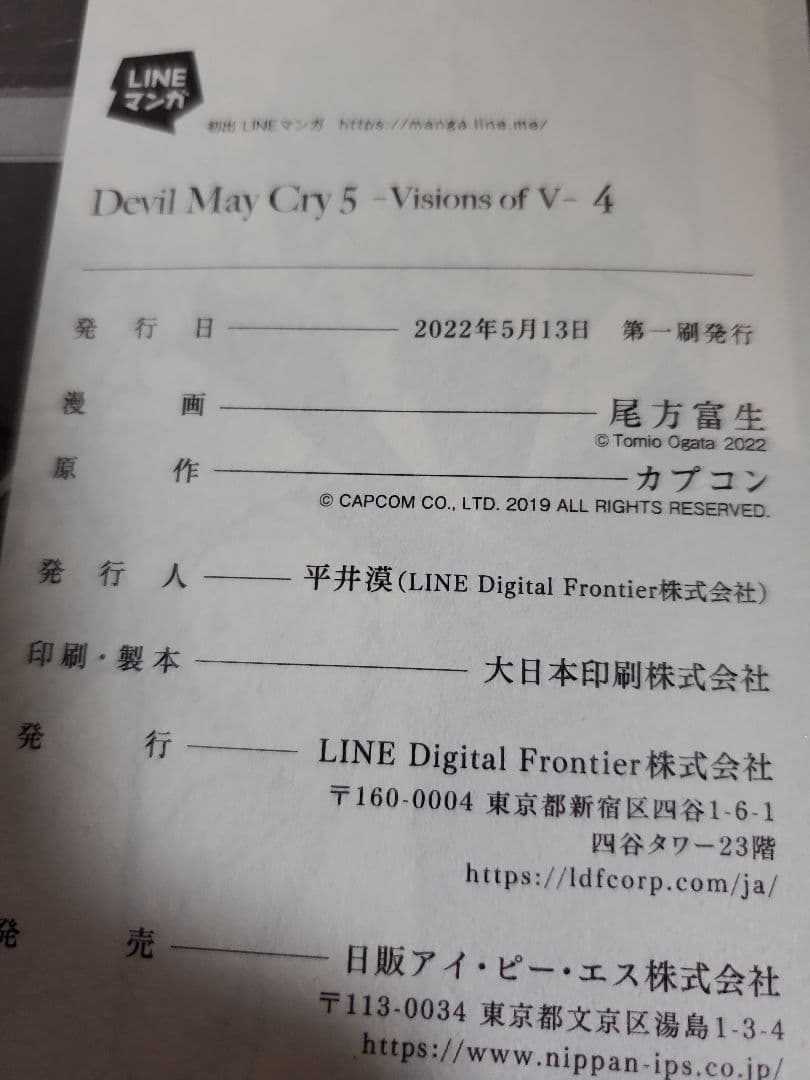 LINE
マンガ
初出 LINEマンガ https://manga.line.me/
Devil May Cry 5 -Visions of V- 4
発行日 2022年5月13日 第一刷発行
漫画 尾方富生
© Tomio Ogata 2022
原作 カプコン
© CAPCOM CO., LTD. 2019 ALL RIGHTS RESERVED.
発行人 平井漠(LINE Digital Frontier株式会社)
印刷・製本 大日本印刷株式会社
発行 LINE Digital Frontier株式会社
〒160-0004 東京都新宿区四谷1-6-1
四谷タワー23階
https://ldfcorp.com/ja/
発売 日販アイ・ピー・エス株式会社
〒113-0034 東京都文京区湯島1-3-4
https://www.nippan-ips.co.jp/